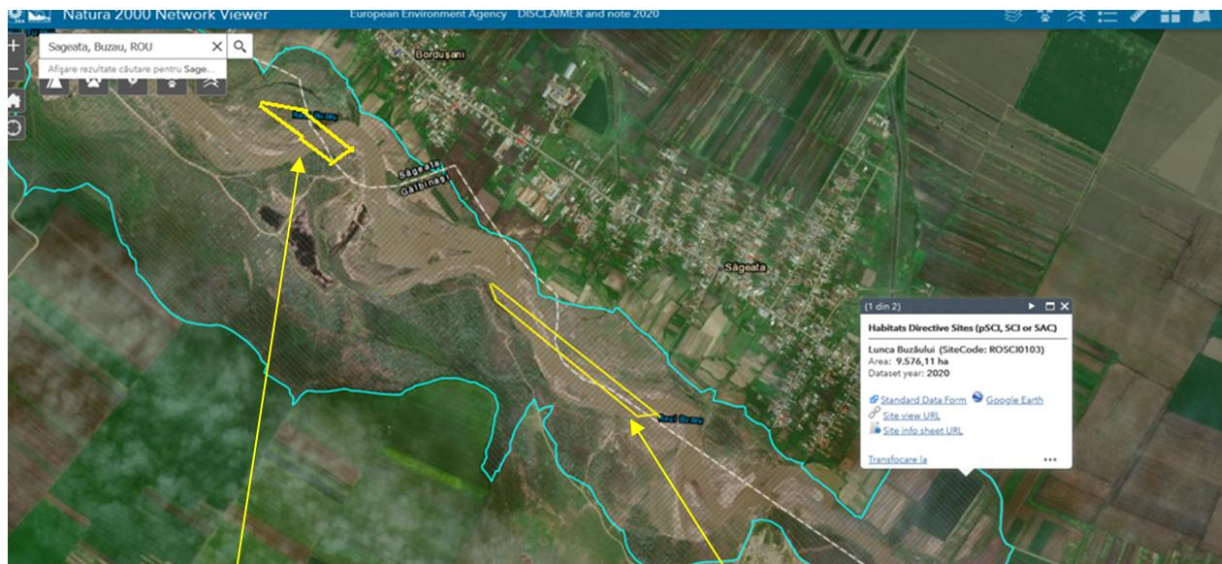 Natura 2000 Network Viewer
European Environment Agency DISCLAIMER and note 2020
Sageata, Buzau, ROU
Afișare rezultate căutare pentru Sage...
Bordușani
Săgeata
Gălbinași
Săgeata
(1 din 2)
Habitats Directive Sites (pSCI, SCI or SAC)
Lunca Buzăului (SiteCode: ROSCI0103)
Area: 9.576,11 ha
Dataset year: 2020
Standard Data Form Google Earth
Site view URL
Site info sheet URL
Transfocare la